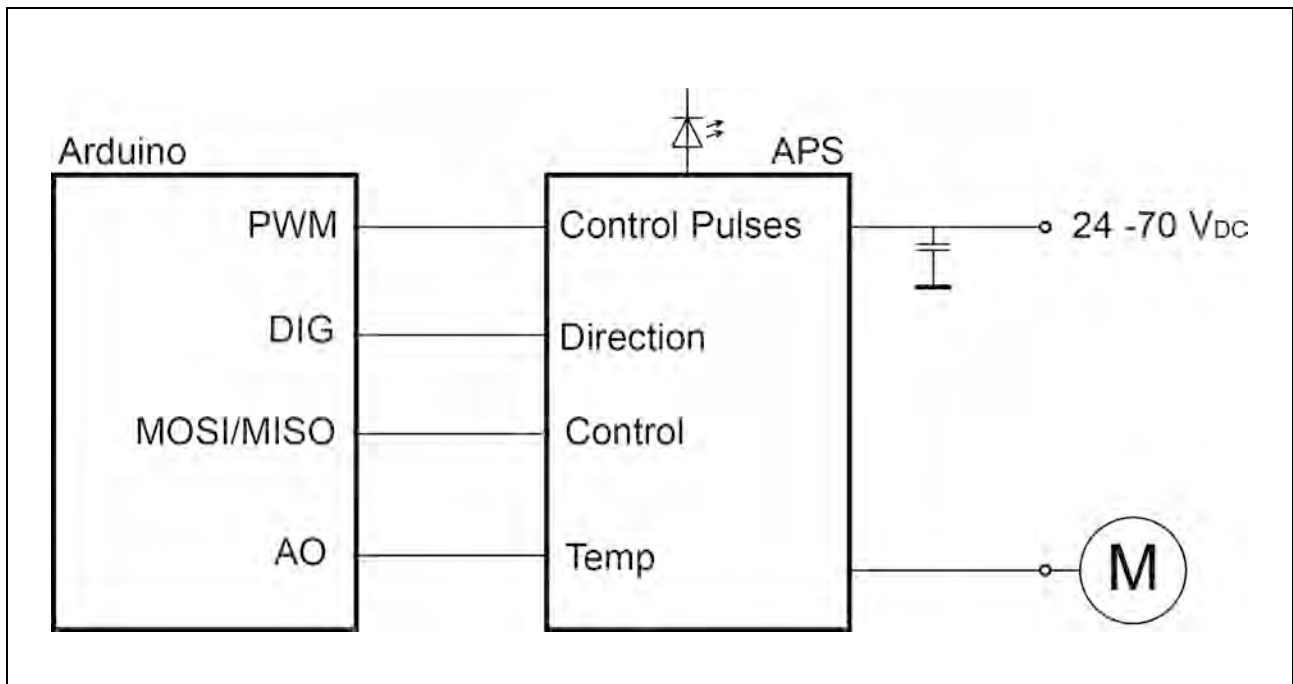 Arduino
APS
PWM
Control Pulses
24 -70 VDC
DIG
Direction
MOSI/MISO
Control
AO
Temp
M